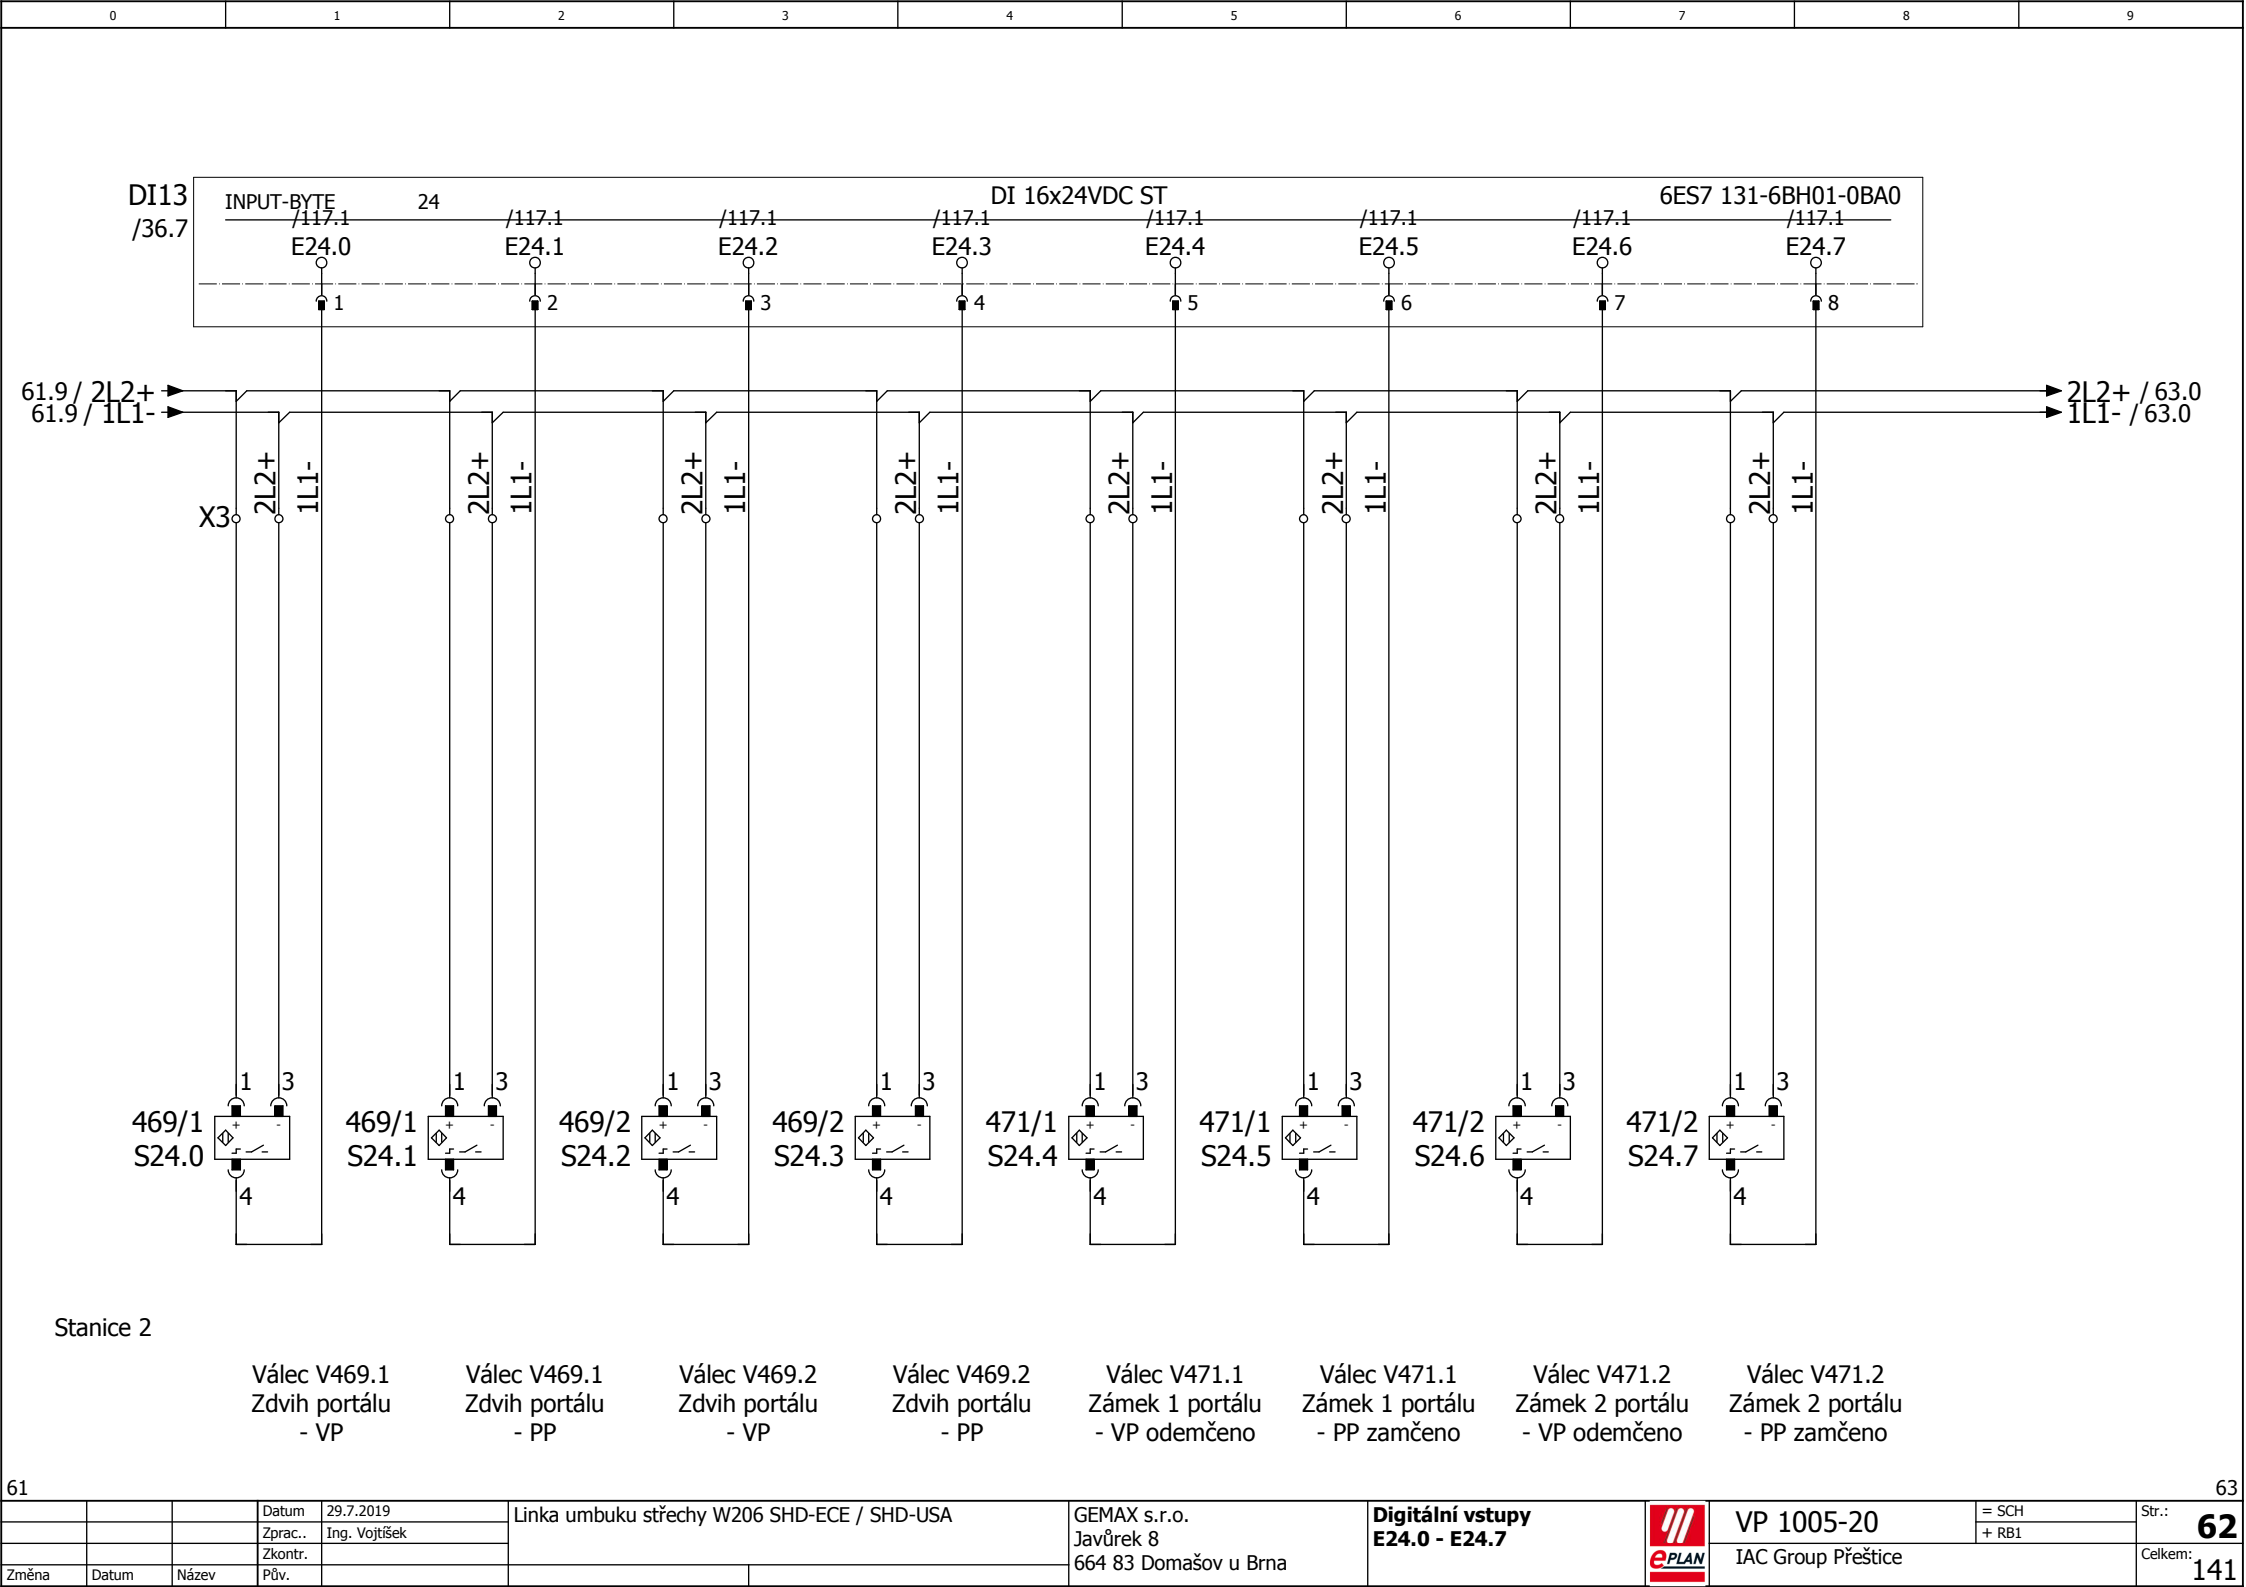 0 1 2 3 4 5 6 7 8 9
DI13
/36.7
INPUT-BYTE 24 DI 16x24VDC ST 6ES7 131-6BH01-0BA0
/117.1 /117.1 /117.1 /117.1 /117.1 /117.1 /117.1 /117.1
E24.0 E24.1 E24.2 E24.3 E24.4 E24.5 E24.6 E24.7
1 2 3 4 5 6 7 8
61.9 / 2L2+ 2L2+ / 63.0
61.9 / 1L1- 1L1- / 63.0
2L2+ 1L1- 2L2+ 1L1- 2L2+ 1L1- 2L2+ 1L1- 2L2+ 1L1- 2L2+ 1L1- 2L2+ 1L1- 2L2+ 1L1-
X3
1 3 1 3 1 3 1 3 1 3 1 3 1 3 1 3
469/1 469/1 469/2 469/2 471/1 471/1 471/2 471/2
+ - + - + - + - + - + - + - + -
S24.0 S24.1 S24.2 S24.3 S24.4 S24.5 S24.6 S24.7
4 4 4 4 4 4 4 4
Stanice 2
Válec V469.1 Válec V469.1 Válec V469.2 Válec V469.2 Válec V471.1 Válec V471.1 Válec V471.2 Válec V471.2
Zdvih portálu Zdvih portálu Zdvih portálu Zdvih portálu Zámek 1 portálu Zámek 1 portálu Zámek 2 portálu Zámek 2 portálu
- VP - PP - VP - PP - VP odemčeno - PP zamčeno - VP odemčeno - PP zamčeno
61 63
Datum 29.7.2019
Zprac.. Ing. Vojtíšek
Zkontr.
Změna Datum Název Pův.
Linka umbuku střechy W206 SHD-ECE / SHD-USA
GEMAX s.r.o.
Javůrek 8
664 83 Domašov u Brna
Digitální vstupy
E24.0 - E24.7
ePLAN
VP 1005-20
IAC Group Přeštice
= SCH
+ RB1
Str.: 62
Celkem: 141